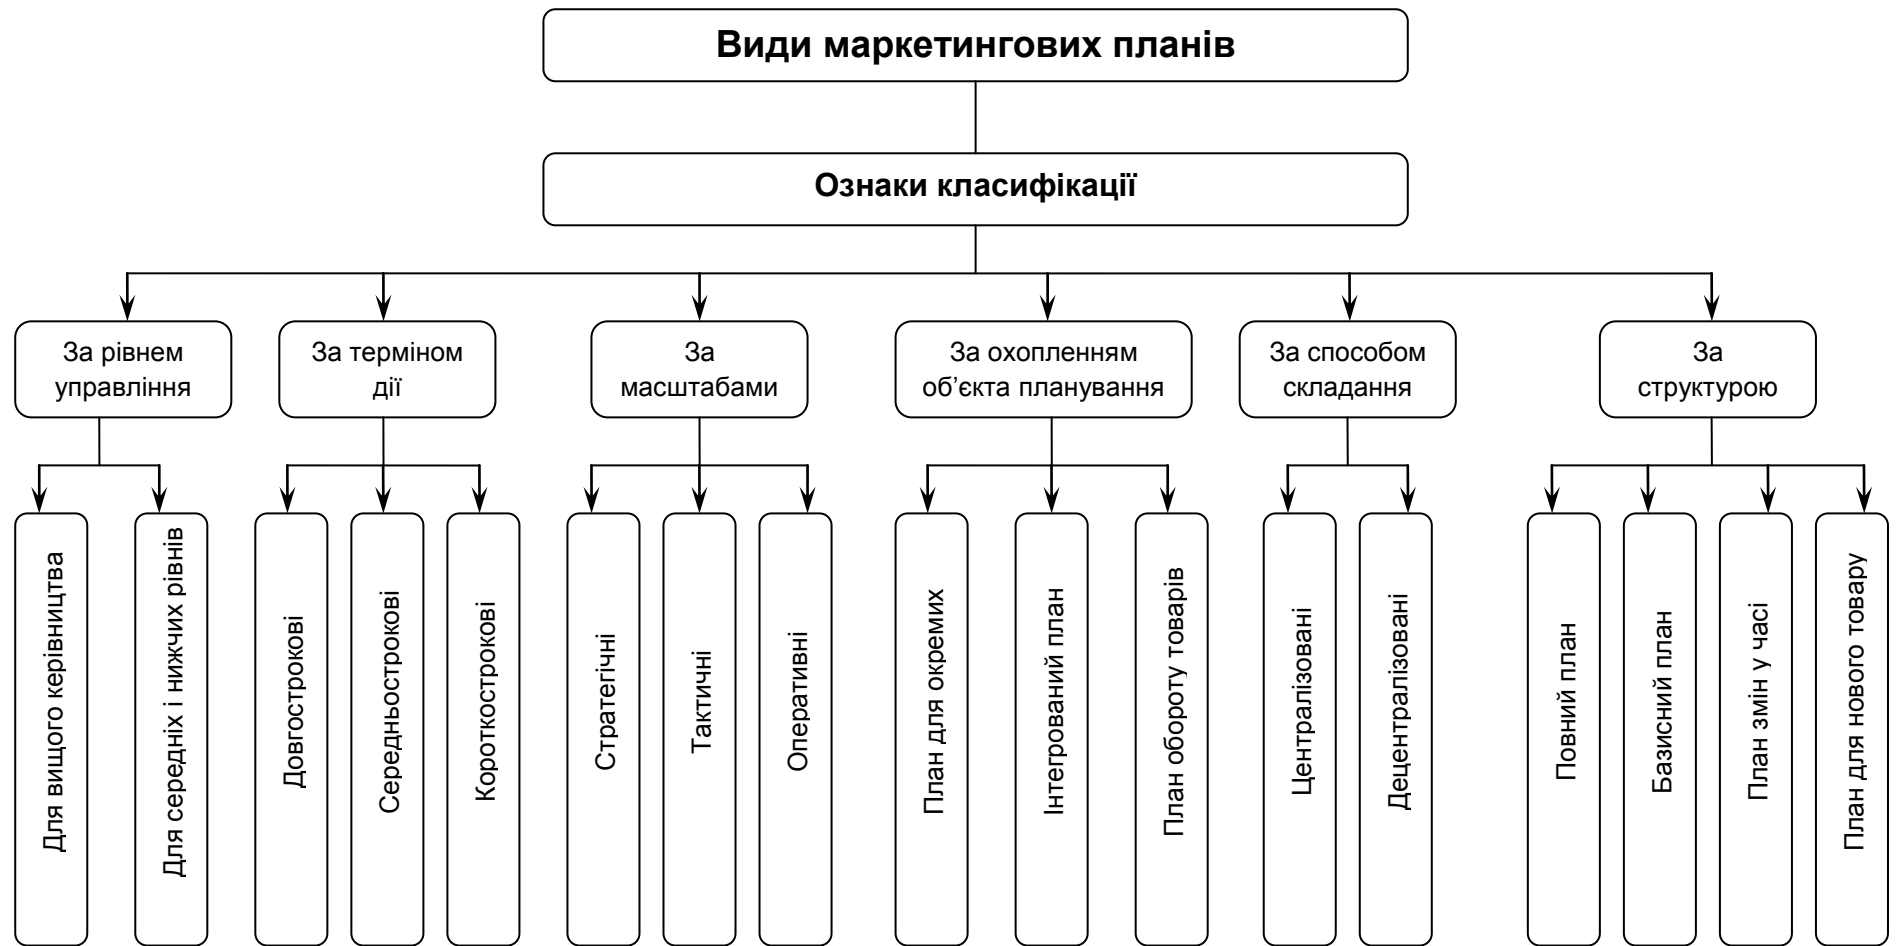 Види маркетингових планів
Ознаки класифікації
За рівнем
управління
За терміном
дії
За
масштабами
За охопленням
об’єкта планування
За способом
складання
За
структурою
Для вищого керівництва
Для середніх і нижчих рівнів
Довгострокові
Середньострокові
Короткострокові
Стратегічні
Тактичні
Оперативні
План для окремих
Інтегрований план
План обороту товарів
Централізовані
Децентралізовані
Повний план
Базисний план
План змін у часі
План для нового товару